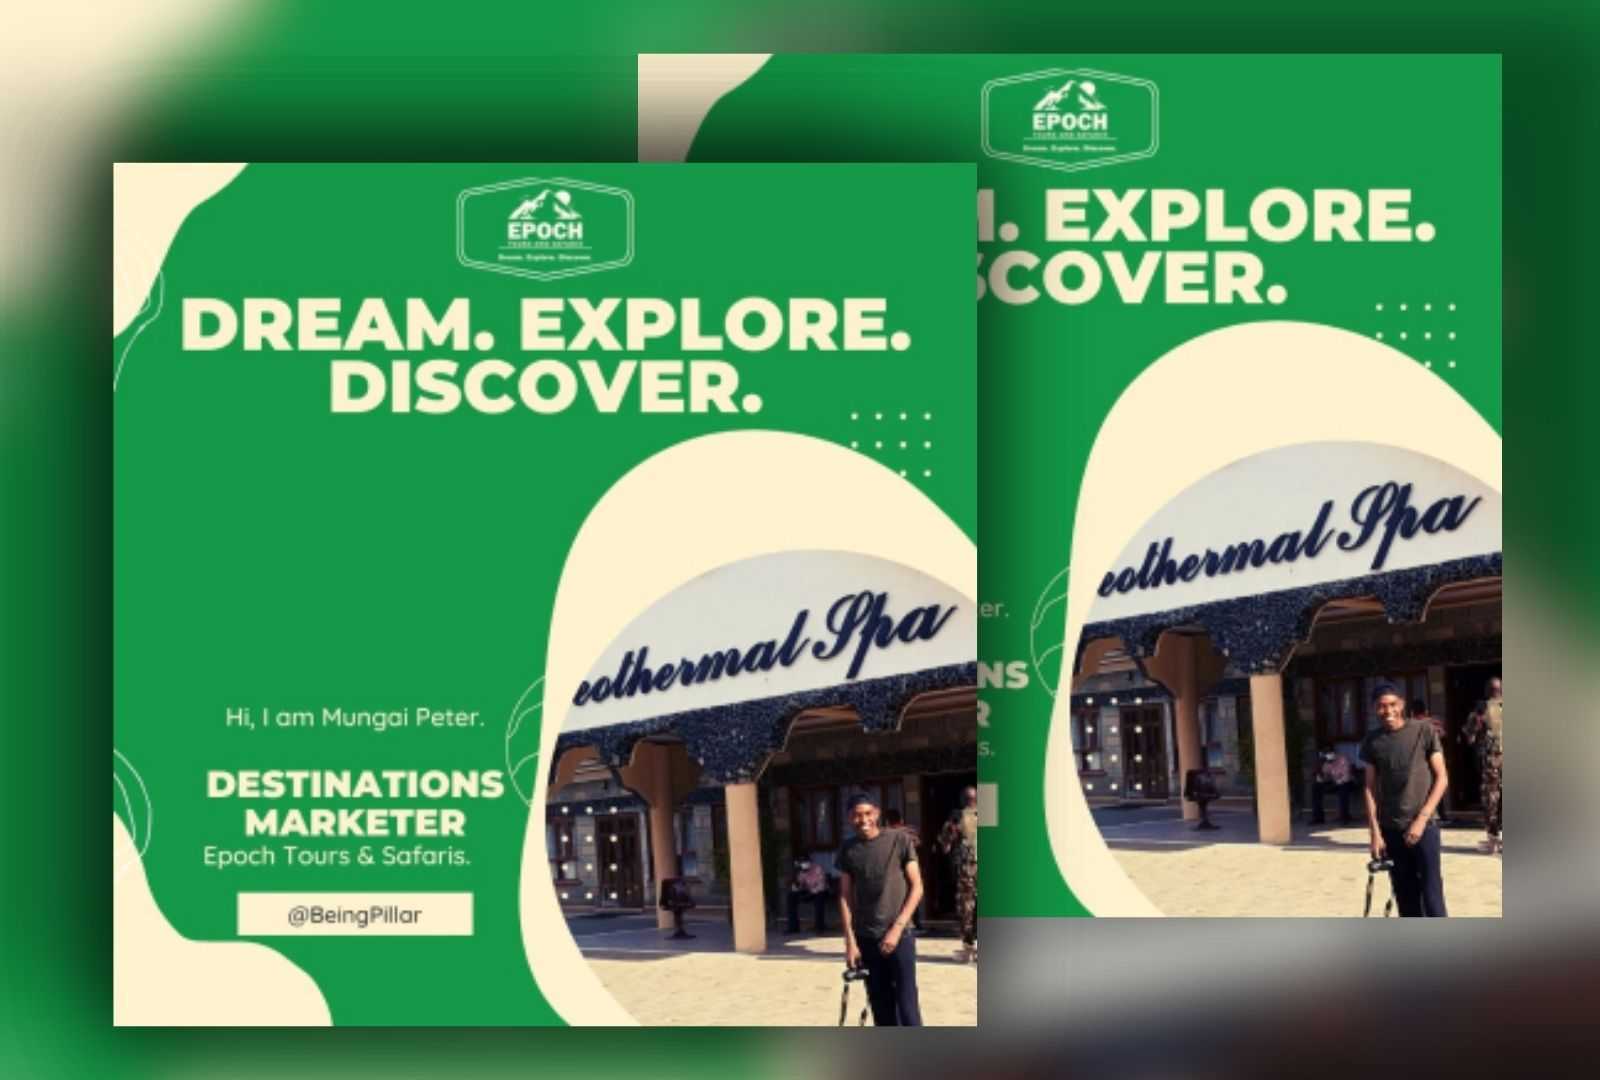 EPOCH
TOURS AND SAFARIS
Dream. Explore. Discover.
DREAM. EXPLORE.
DISCOVER.
eothermal Spa
Hi, I am Mungai Peter.
DESTINATIONS
MARKETER
Epoch Tours & Safaris.
@BeingPillar
EPOCH
TOURS AND SAFARIS
Dream. Explore. Discover.
. EXPLORE.
SCOVER.
eothermal Spa
er.
NS
R
s.